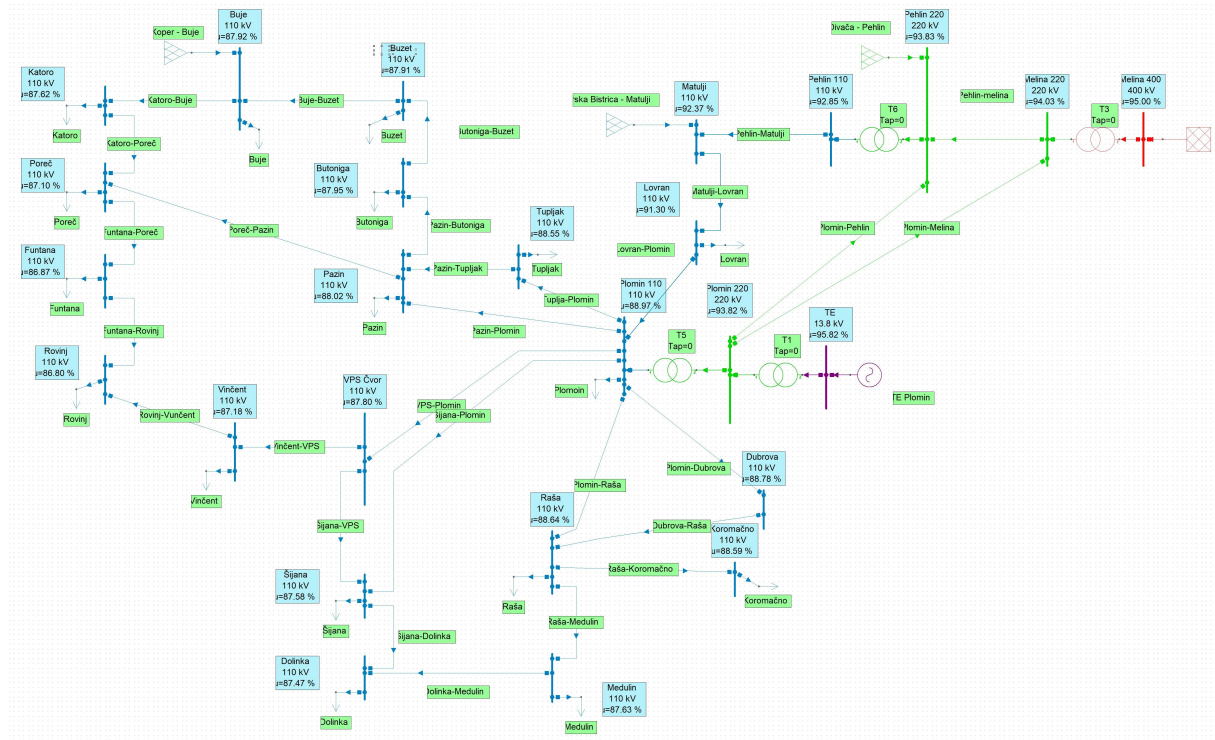 Buje
110 kV
u=87.92 %
Koper - Buje
Buzet
110 kV
u=87.91 %
Divača - Pehlin
Pehlin 220
220 kV
u=93.83 %
Katoro
110 kV
u=87.62 %
Katoro-Buje
Buje-Buzet
Matulji
110 kV
u=92.37 %
rska Bistrica - Matulji
Pehlin 110
110 kV
u=92.85 %
T6
Tap=0
Pehlin-melina
Melina 220
220 kV
u=94.03 %
T3
Tap=0
Melina 400
400 kV
u=95.00 %
Katoro
Katoro-Poreč
Buje
Buzet
Butoniga-Buzet
Pehlin-Matulji
Poreč
110 kV
u=87.10 %
Butoniga
110 kV
u=87.95 %
Lovran
110 kV
u=91.30 %
Matulji-Lovran
Poreč
Funtana-Poreč
Poreč-Pazin
Butoniga
Pazin-Butoniga
Tupljak
110 kV
u=88.55 %
Lovran-Plomin
Lovran
Plomin-Pehlin
Plomin-Melina
Funtana
110 kV
u=86.87 %
Pazin
110 kV
u=88.02 %
Pazin-Tupljak
Tupljak
Tuplja-Plomin
Plomin 110
110 kV
u=88.97 %
Plomin 220
220 kV
u=93.82 %
TE
13.8 kV
u=95.82 %
Funtana
Funtana-Rovinj
Pazin
Pazin-Plomin
T5
Tap=0
T1
Tap=0
Rovinj
110 kV
u=86.80 %
Vinčent
110 kV
u=87.18 %
VPS Čvor
110 kV
u=87.80 %
Plomoin
TE Plomin
Rovinj
Rovinj-Vunčent
VPS-Plomin
Šijana-Plomin
Vinčent-VPS
Vinčent
Plomin-Dubrova
Dubrova
110 kV
u=88.78 %
Plomin-Raša
Raša
110 kV
u=88.64 %
Šijana-VPS
Dubrova-Raša
Koromačno
110 kV
u=88.59 %
Šijana
110 kV
u=87.58 %
Raša-Koromačno
Raša
Koromačno
Šijana
Šijana-Dolinka
Raša-Medulin
Dolinka
110 kV
u=87.47 %
Dolinka-Medulin
Medulin
110 kV
u=87.63 %
Dolinka
Medulin